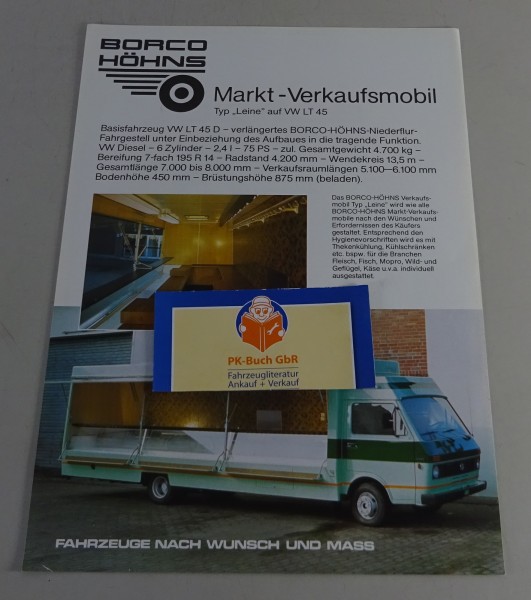 BORCO
HÖHNS
Markt-Verkaufsmobil
Typ „Leine" auf VW LT 45
Basisfahrzeug VW LT 45 D – verlängertes BORCO-HÖHNS-Niederflur-
Fahrgestell unter Einbeziehung des Aufbaues in die tragende Funktion.
VW Diesel – 6 Zylinder – 2,4 l – 75 PS – zul. Gesamtgewicht 4.700 kg –
Bereifung 7-fach 195 R 14 – Radstand 4.200 mm – Wendekreis 13,5 m –
Gesamtlänge 7.000 bis 8.000 mm – Verkaufsraumlängen 5.100–6.100 mm
Bodenhöhe 450 mm – Brüstungshöhe 875 mm (beladen).
Das BORCO-HÖHNS Verkaufs-
mobil Typ „Leine" wird wie alle
BORCO-HÖHNS Markt-Verkaufs-
mobile nach den Wünschen und
Erfordernissen des Käufers
gestaltet. Entsprechend den
Hygienevorschriften wird es mit
Thekenkühlung, Kühlschränken
etc. bspw. für die Branchen
Fleisch, Fisch, Mopro, Wild- und
Geflügel, Käse u.v.a. individuell
ausgestattet.
PK-Buch GbR
Fahrzeugliteratur
Ankauf + Verkauf
FAHRZEUGE NACH WUNSCH UND MASS